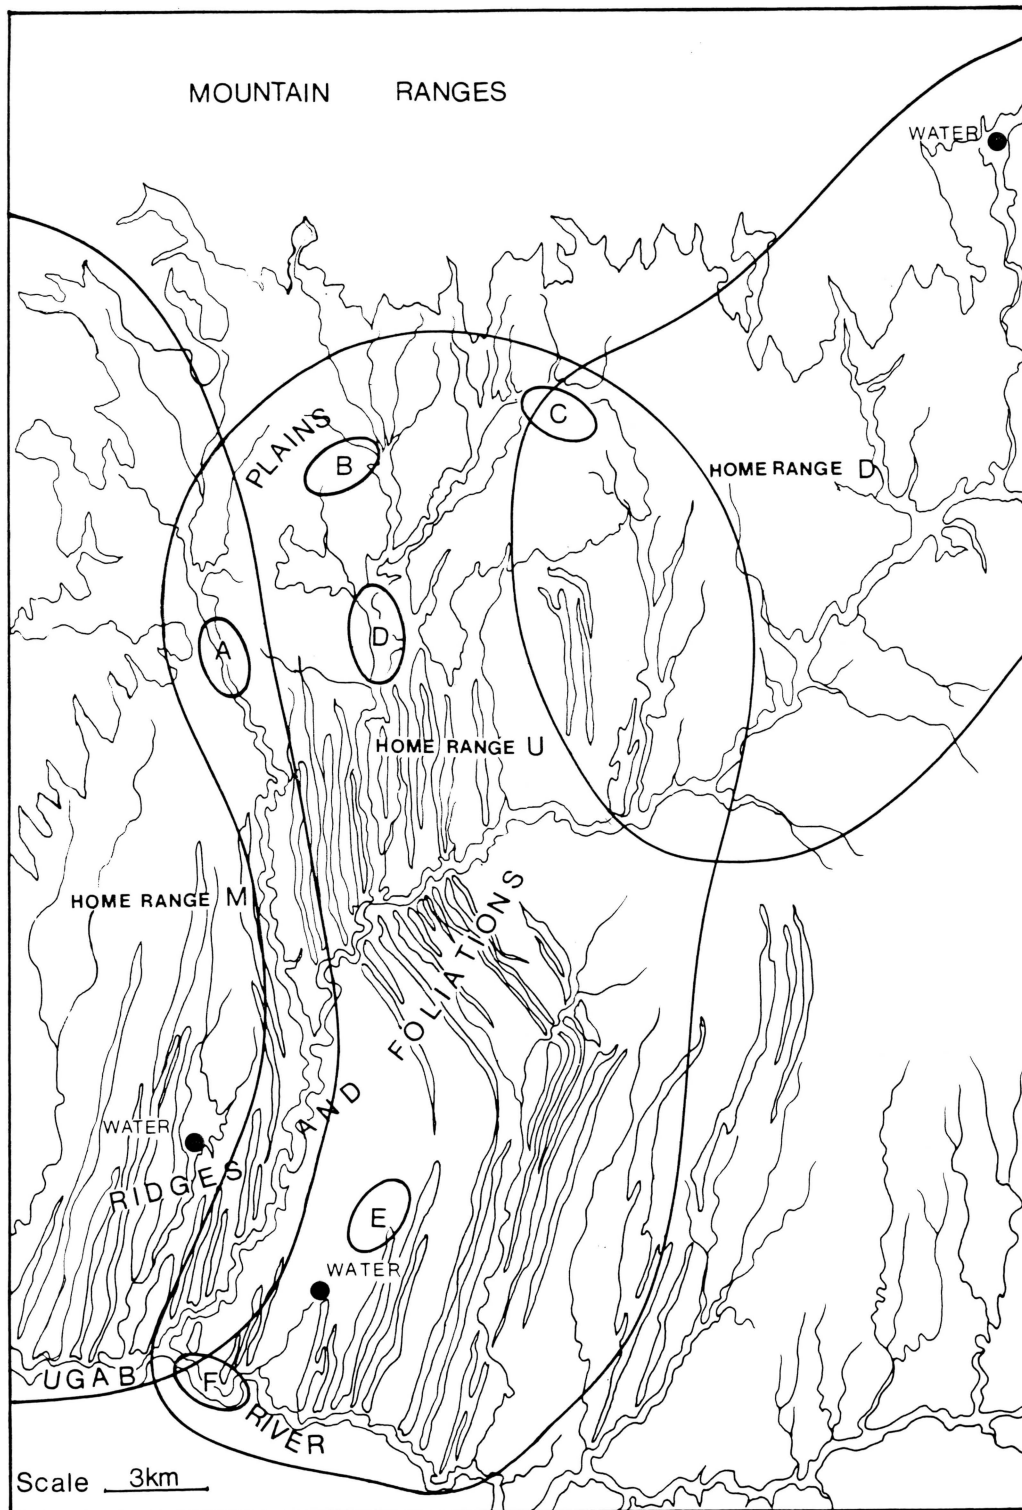 MOUNTAIN RANGES
WATER
PLAINS
C
B
HOME RANGE D
A
D
HOME RANGE U
HOME RANGE M
RIDGES AND FOLIATIONS
WATER
E
WATER
F
UGAB RIVER
Scale 3km